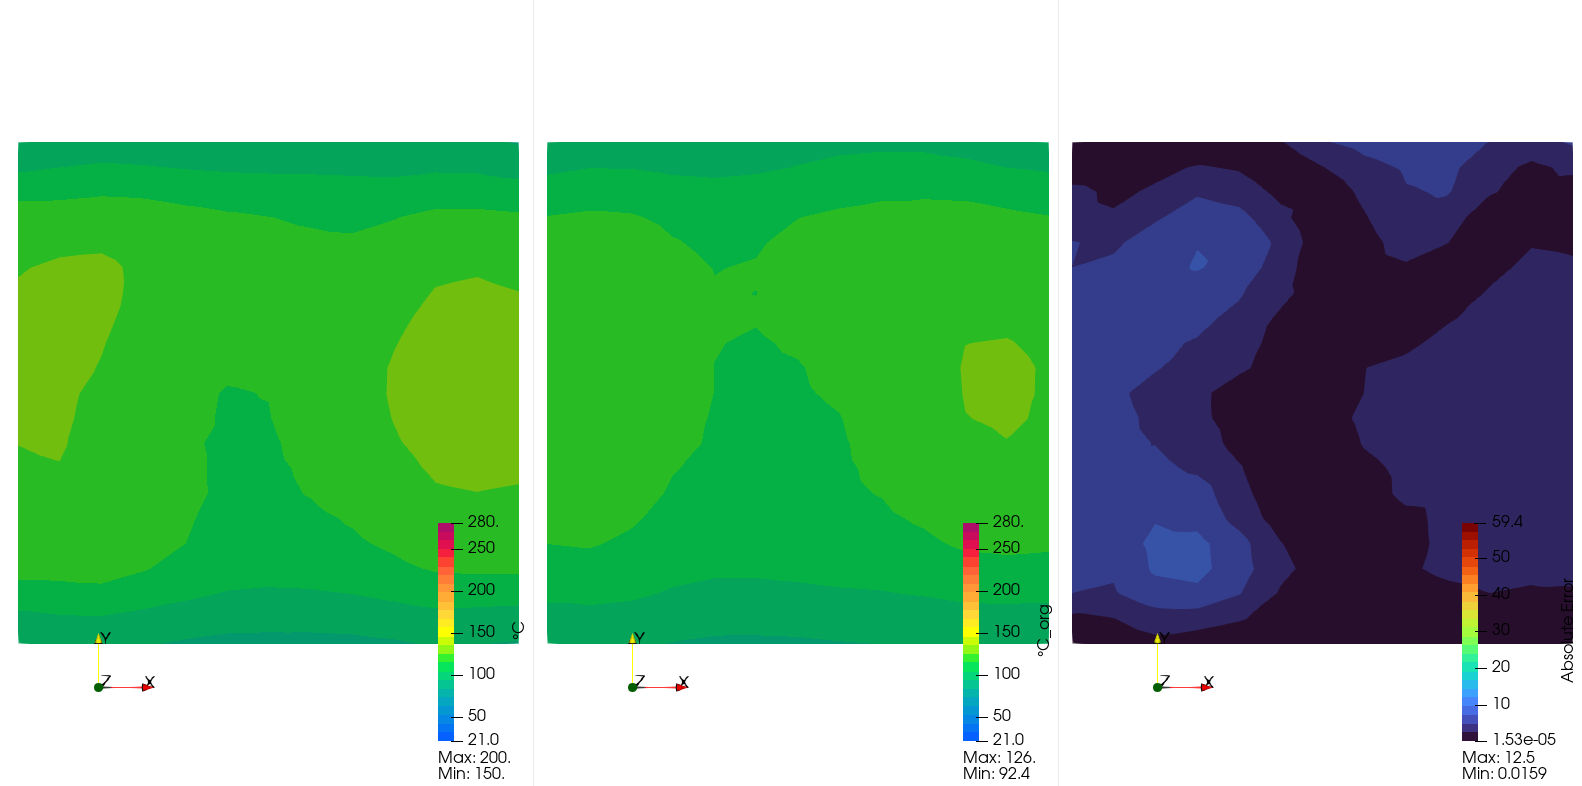 280.
250
200
150
100
50
21.0
°C
Max: 200.
Min: 150.
Y
Z
X
280.
250
200
150
100
50
21.0
°C_org
Max: 126.
Min: 92.4
Y
Z
X
59.4
50
40
30
20
10
1.53e-05
Absolute Error
Max: 12.5
Min: 0.0159
Y
Z
X